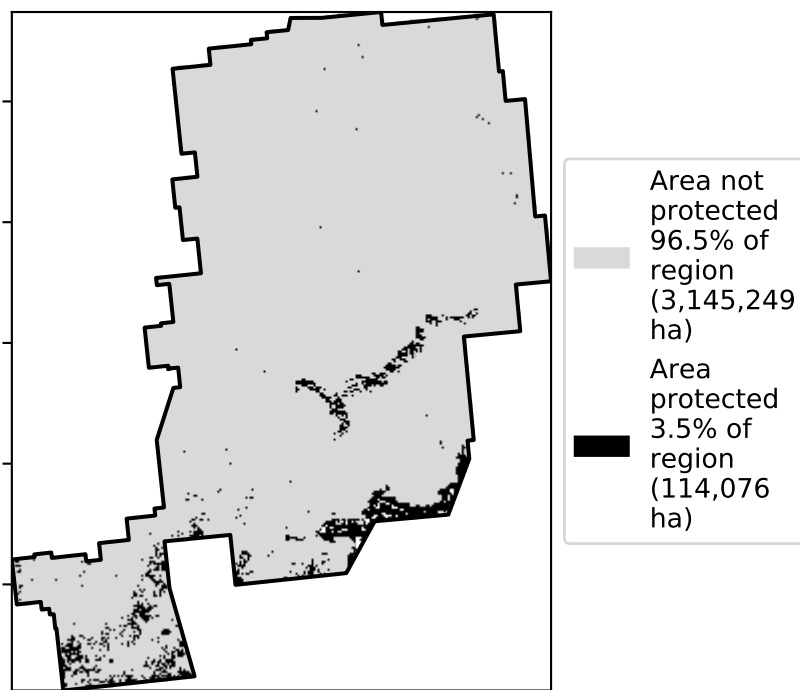 Area not
protected
96.5% of
region
(3,145,249
ha)
Area
protected
3.5% of
region
(114,076
ha)